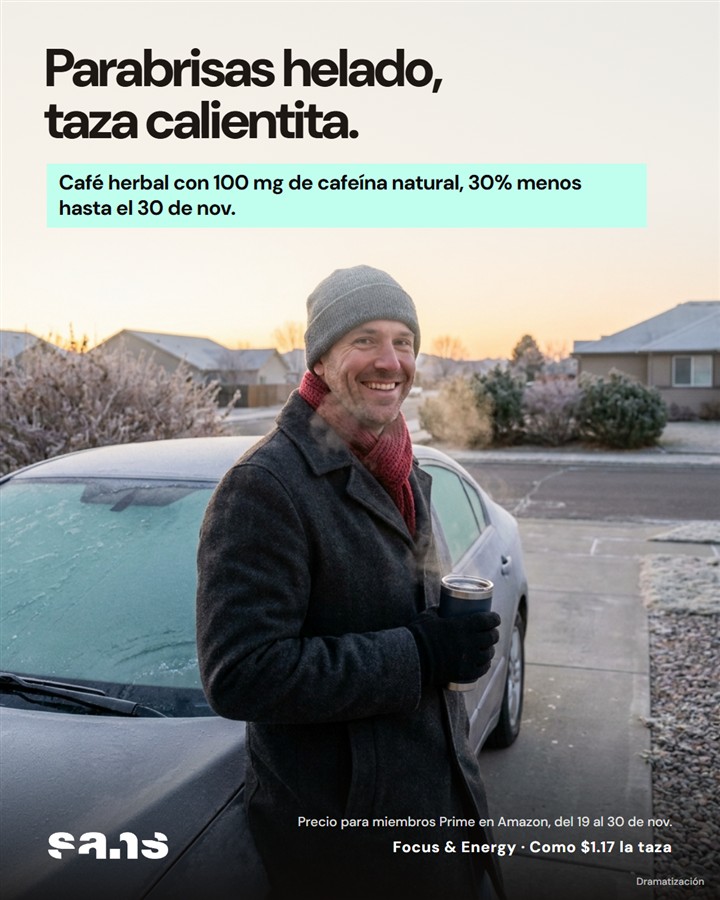 Parabrisas helado,
taza calientita.
Café herbal con 100 mg de cafeína natural, 30% menos
hasta el 30 de nov.
Precio para miembros Prime en Amazon, del 19 al 30 de nov.
sans
Focus & Energy · Como $1.17 la taza
Dramatización